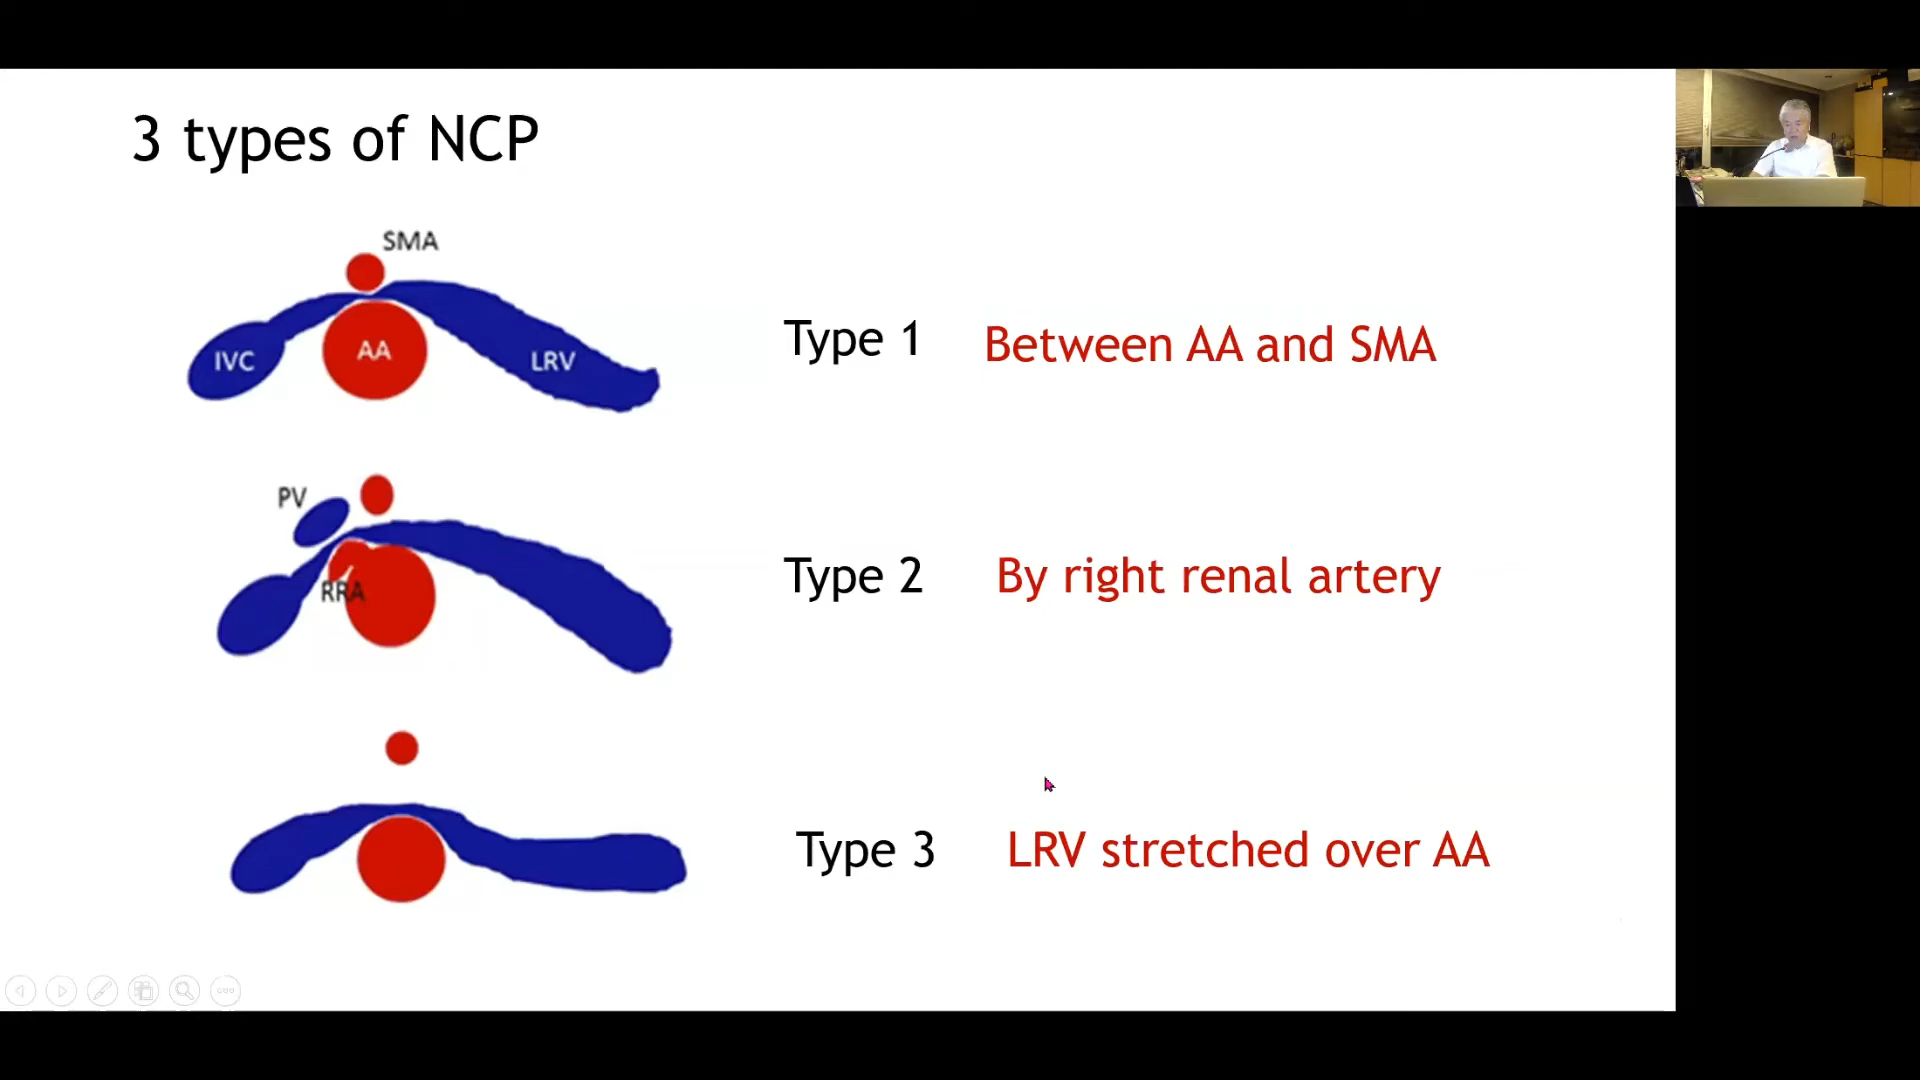 3 types of NCP
SMA
IVC
AA
LRV
Type 1
Between AA and SMA
PV
RRA
Type 2
By right renal artery
Type 3
LRV stretched over AA